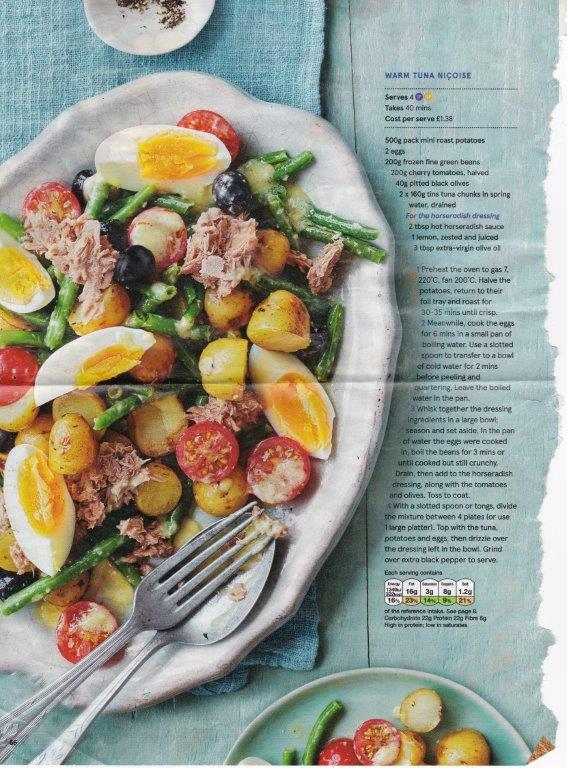 WARM TUNA NIÇOISE
Serves 4
Takes 40 mins
Cost per serve £1.38
500g pack mini roast potatoes
2 eggs
200g frozen fine green beans
200g cherry tomatoes, halved
40g pitted black olives
2 x 160g tins tuna chunks in spring
water, drained
For the horseradish dressing
2 tbsp hot horseradish sauce
1 lemon, zested and juiced
3 tbsp extra-virgin olive oil
1 Preheat the oven to gas 7,
220°C, fan 200°C. Halve the
potatoes, return to their
foil tray and roast for
30-35 mins until crisp.
2 Meanwhile, cook the eggs
for 6 mins in a small pan of
boiling water. Use a slotted
spoon to transfer to a bowl
of cold water for 2 mins
before peeling and
quartering. Leave the boiled
water in the pan.
3 Whisk together the dressing
ingredients in a large bowl;
season and set aside. In the pan
of water the eggs were cooked
in, boil the beans for 3 mins or
until cooked but still crunchy.
Drain, then add to the horseradish
dressing, along with the tomatoes
and olives. Toss to coat.
4 With a slotted spoon or tongs, divide
the mixture between 4 plates (or use
1 large platter). Top with the tuna,
potatoes and eggs, then drizzle over
the dressing left in the bowl. Grind
over extra black pepper to serve.
Each serving contains
Energy Fat Saturates Sugars Salt
16g 3g 8g 1.2g
16% 23% 14% 9% 21%
of the reference intake. See page 8.
Carbohydrate 22g Protein 22g Fibre 6g
High in protein; low in saturates
66